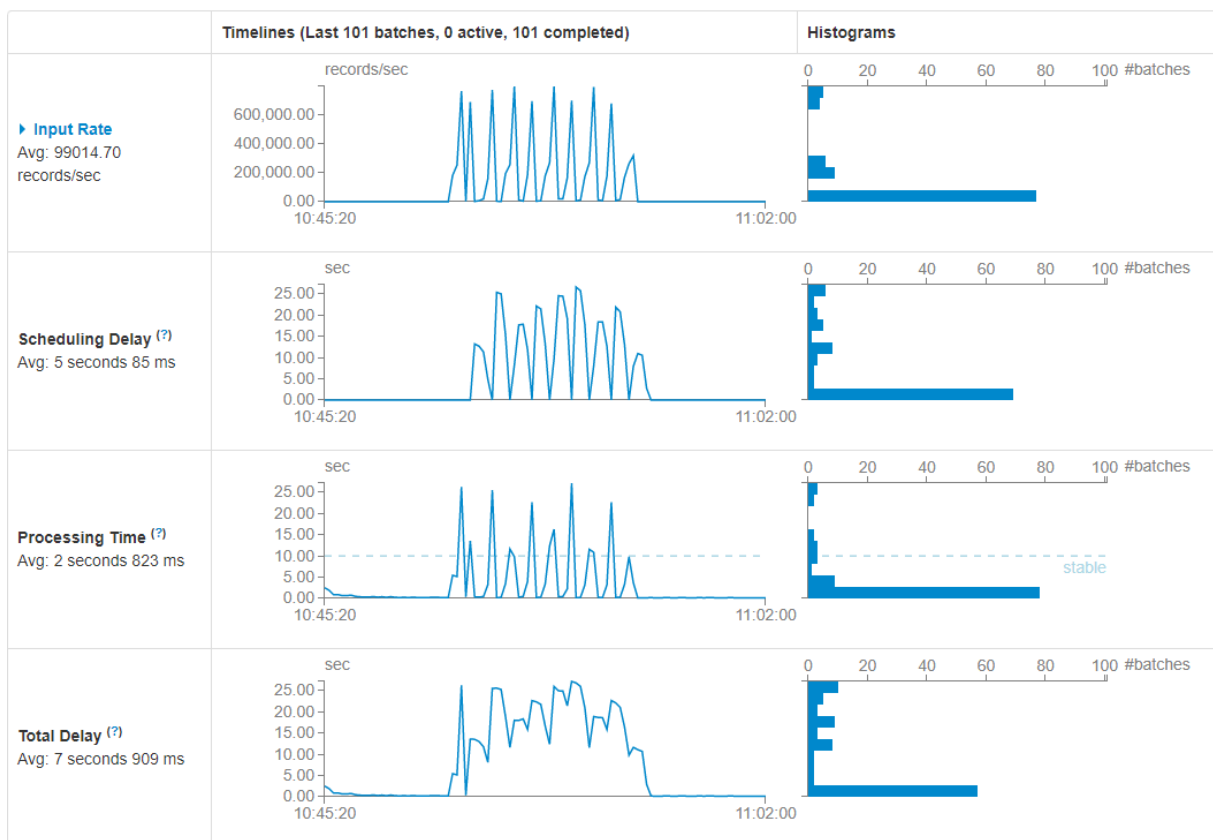 Timelines (Last 101 batches, 0 active, 101 completed)
Histograms
Input Rate
Avg: 99014.70
records/sec
records/sec
600,000.00
400,000.00
200,000.00
0.00
10:45:20
11:02:00
0 20 40 60 80 100 #batches
Scheduling Delay (?)
Avg: 5 seconds 85 ms
sec
25.00
20.00
15.00
10.00
5.00
0.00
10:45:20
11:02:00
0 20 40 60 80 100 #batches
Processing Time (?)
Avg: 2 seconds 823 ms
sec
25.00
20.00
15.00
10.00
5.00
0.00
10:45:20
11:02:00
0 20 40 60 80 100 #batches
stable
Total Delay (?)
Avg: 7 seconds 909 ms
sec
25.00
20.00
15.00
10.00
5.00
0.00
10:45:20
11:02:00
0 20 40 60 80 100 #batches